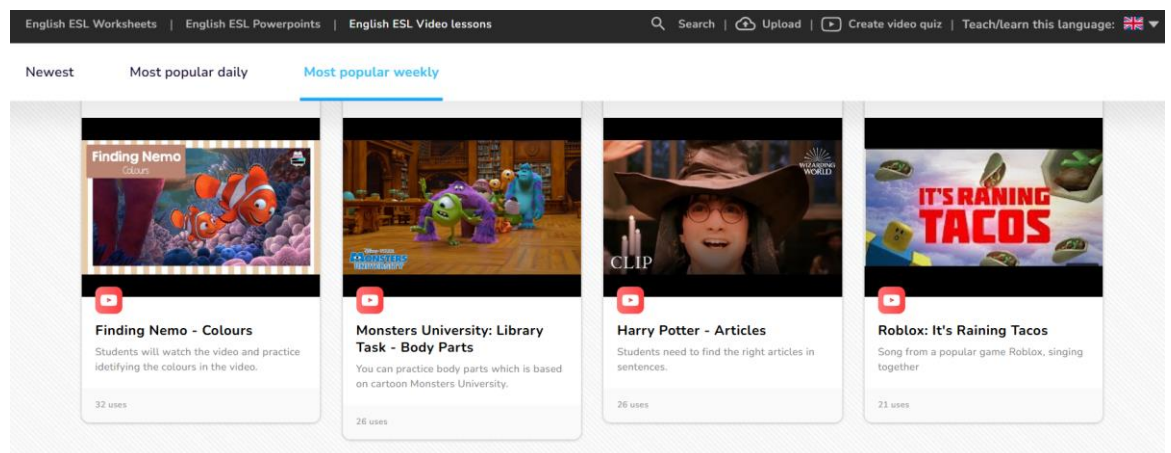 English ESL Worksheets | English ESL Powerpoints | English ESL Video lessons
Search | Upload | Create video quiz | Teach/learn this language:
Newest Most popular daily Most popular weekly
Finding Nemo
Colours
Finding Nemo - Colours
Students will watch the video and practice
idetifying the colours in the video.
32 uses
MONSTERS
UNIVERSITY
Monsters University: Library
Task - Body Parts
You can practice body parts which is based
on cartoon Monsters University.
26 uses
WIZARDING
WORLD
CLIP
Harry Potter - Articles
Students need to find the right articles in
sentences.
26 uses
IT'S RAINING
TACOS
Roblox: It's Raining Tacos
Song from a popular game Roblox, singing
together
21 uses